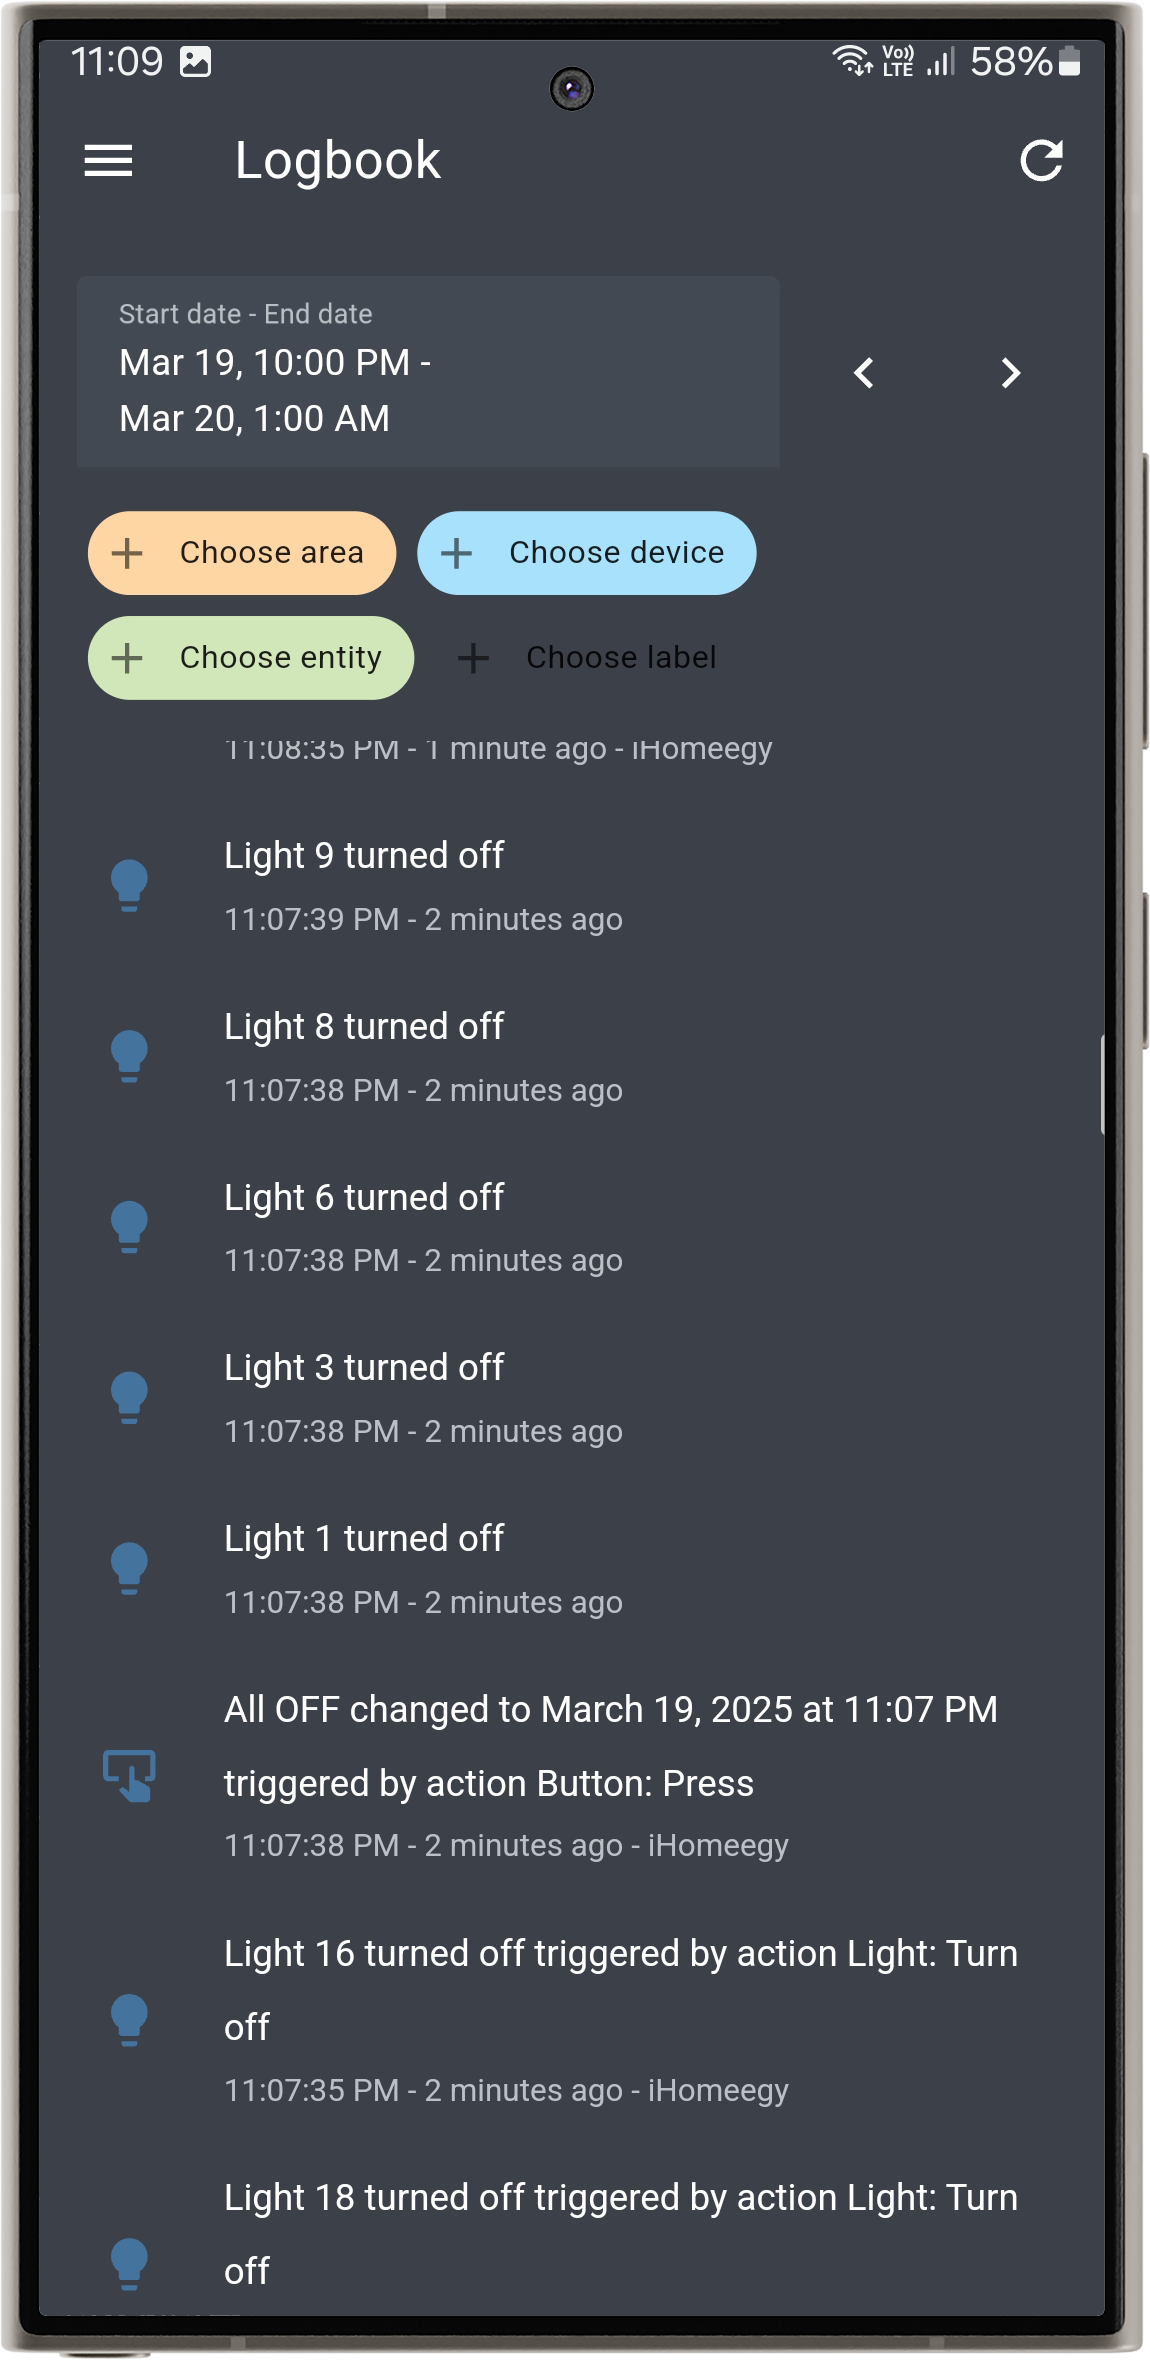 11:09 Vo)) LTE 58%
Logbook
Start date - End date
Mar 19, 10:00 PM -
Mar 20, 1:00 AM
Choose area
Choose device
Choose entity
Choose label
11:08:35 PM - 1 minute ago - iHomeegy
Light 9 turned off
11:07:39 PM - 2 minutes ago
Light 8 turned off
11:07:38 PM - 2 minutes ago
Light 6 turned off
11:07:38 PM - 2 minutes ago
Light 3 turned off
11:07:38 PM - 2 minutes ago
Light 1 turned off
11:07:38 PM - 2 minutes ago
All OFF changed to March 19, 2025 at 11:07 PM
triggered by action Button: Press
11:07:38 PM - 2 minutes ago - iHomeegy
Light 16 turned off triggered by action Light: Turn
off
11:07:35 PM - 2 minutes ago - iHomeegy
Light 18 turned off triggered by action Light: Turn
off